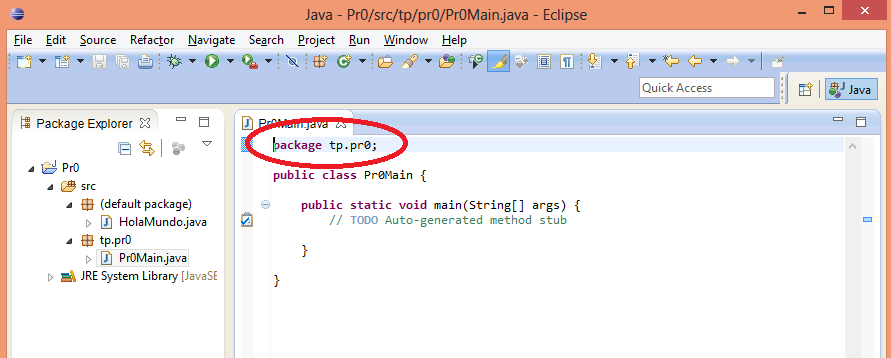 Java - Pr0/src/tp/pr0/Pr0Main.java - Eclipse
File Edit Source Refactor Navigate Search Project Run Window Help
Quick Access
Java
Package Explorer
Pr0
src
(default package)
HolaMundo.java
tp.pr0
Pr0Main.java
JRE System Library [JavaSE
Pr0Main.java
package tp.pr0;
public class Pr0Main {
public static void main(String[] args) {
// TODO Auto-generated method stub
}
}